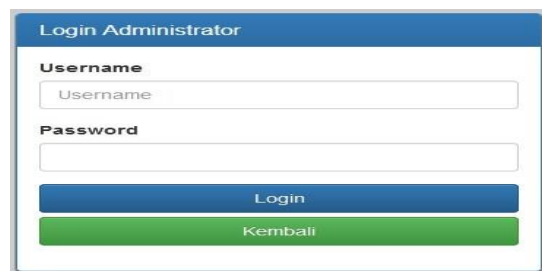 Login Administrator
Username
Username
Password
Login
Kembali